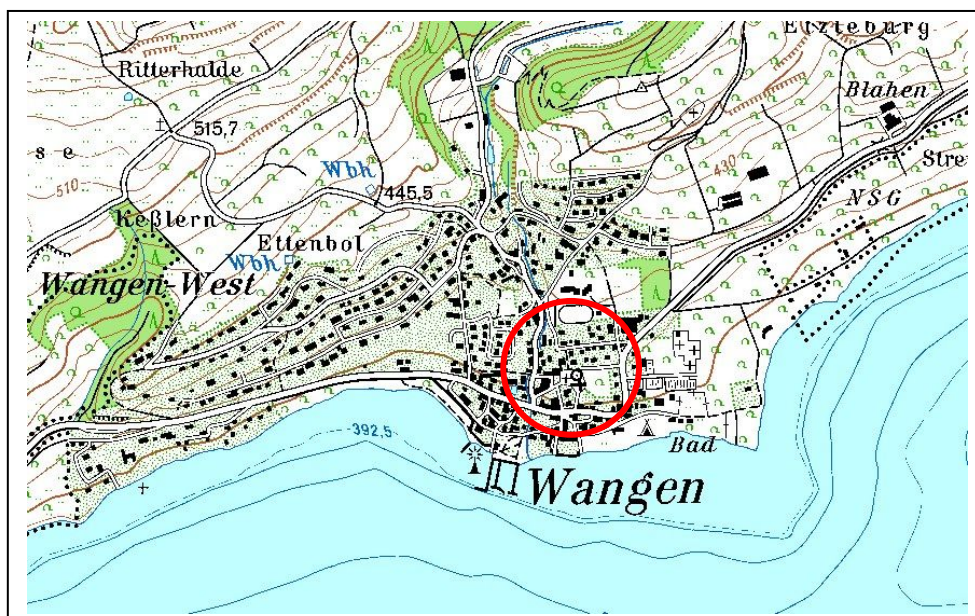 Erzteburg
Ritterhalde
Blahen
515,7
s e
Wbh
430
Stre
510
445,5
NSG
Keßlern
Ettenbol
Wbh
Wangen-West
392,5
Bad
Wangen